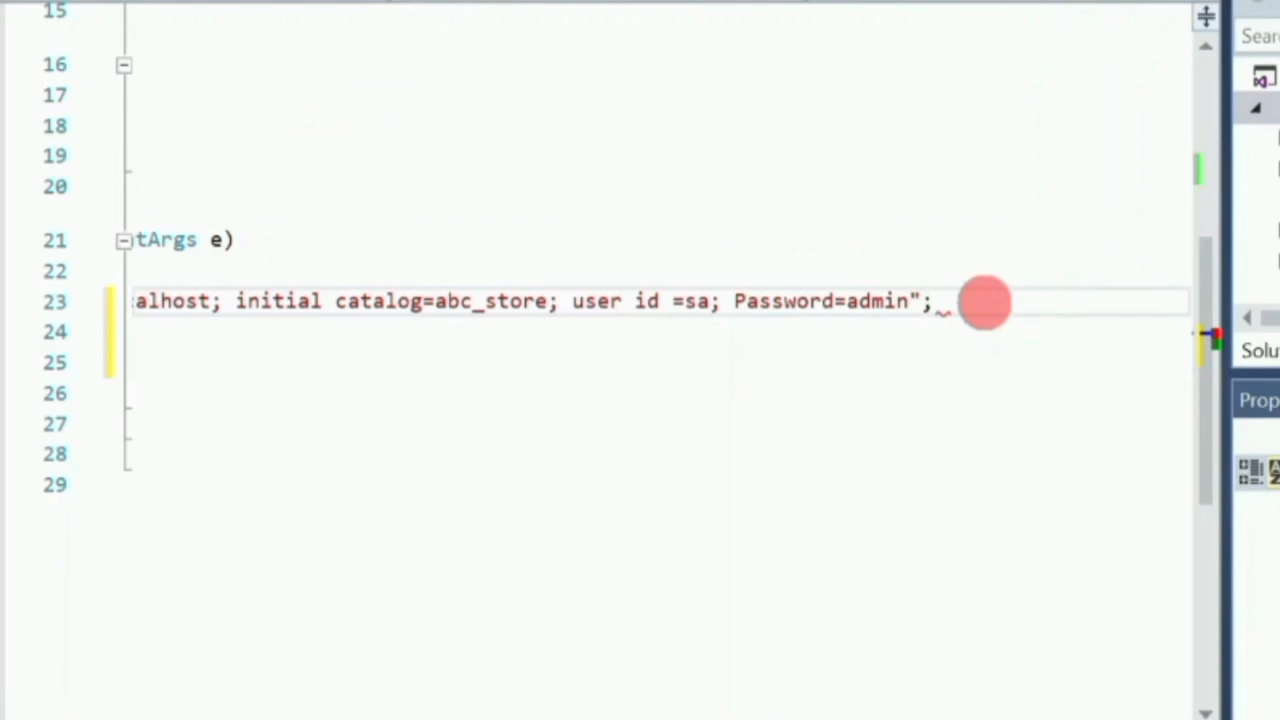 15
Sear
16
17
18
19
20
21 tArgs e)
22
23 alhost; initial catalog=abc_store; user id =sa; Password=admin";
24
Solu
25
26
Prop
27
28
29